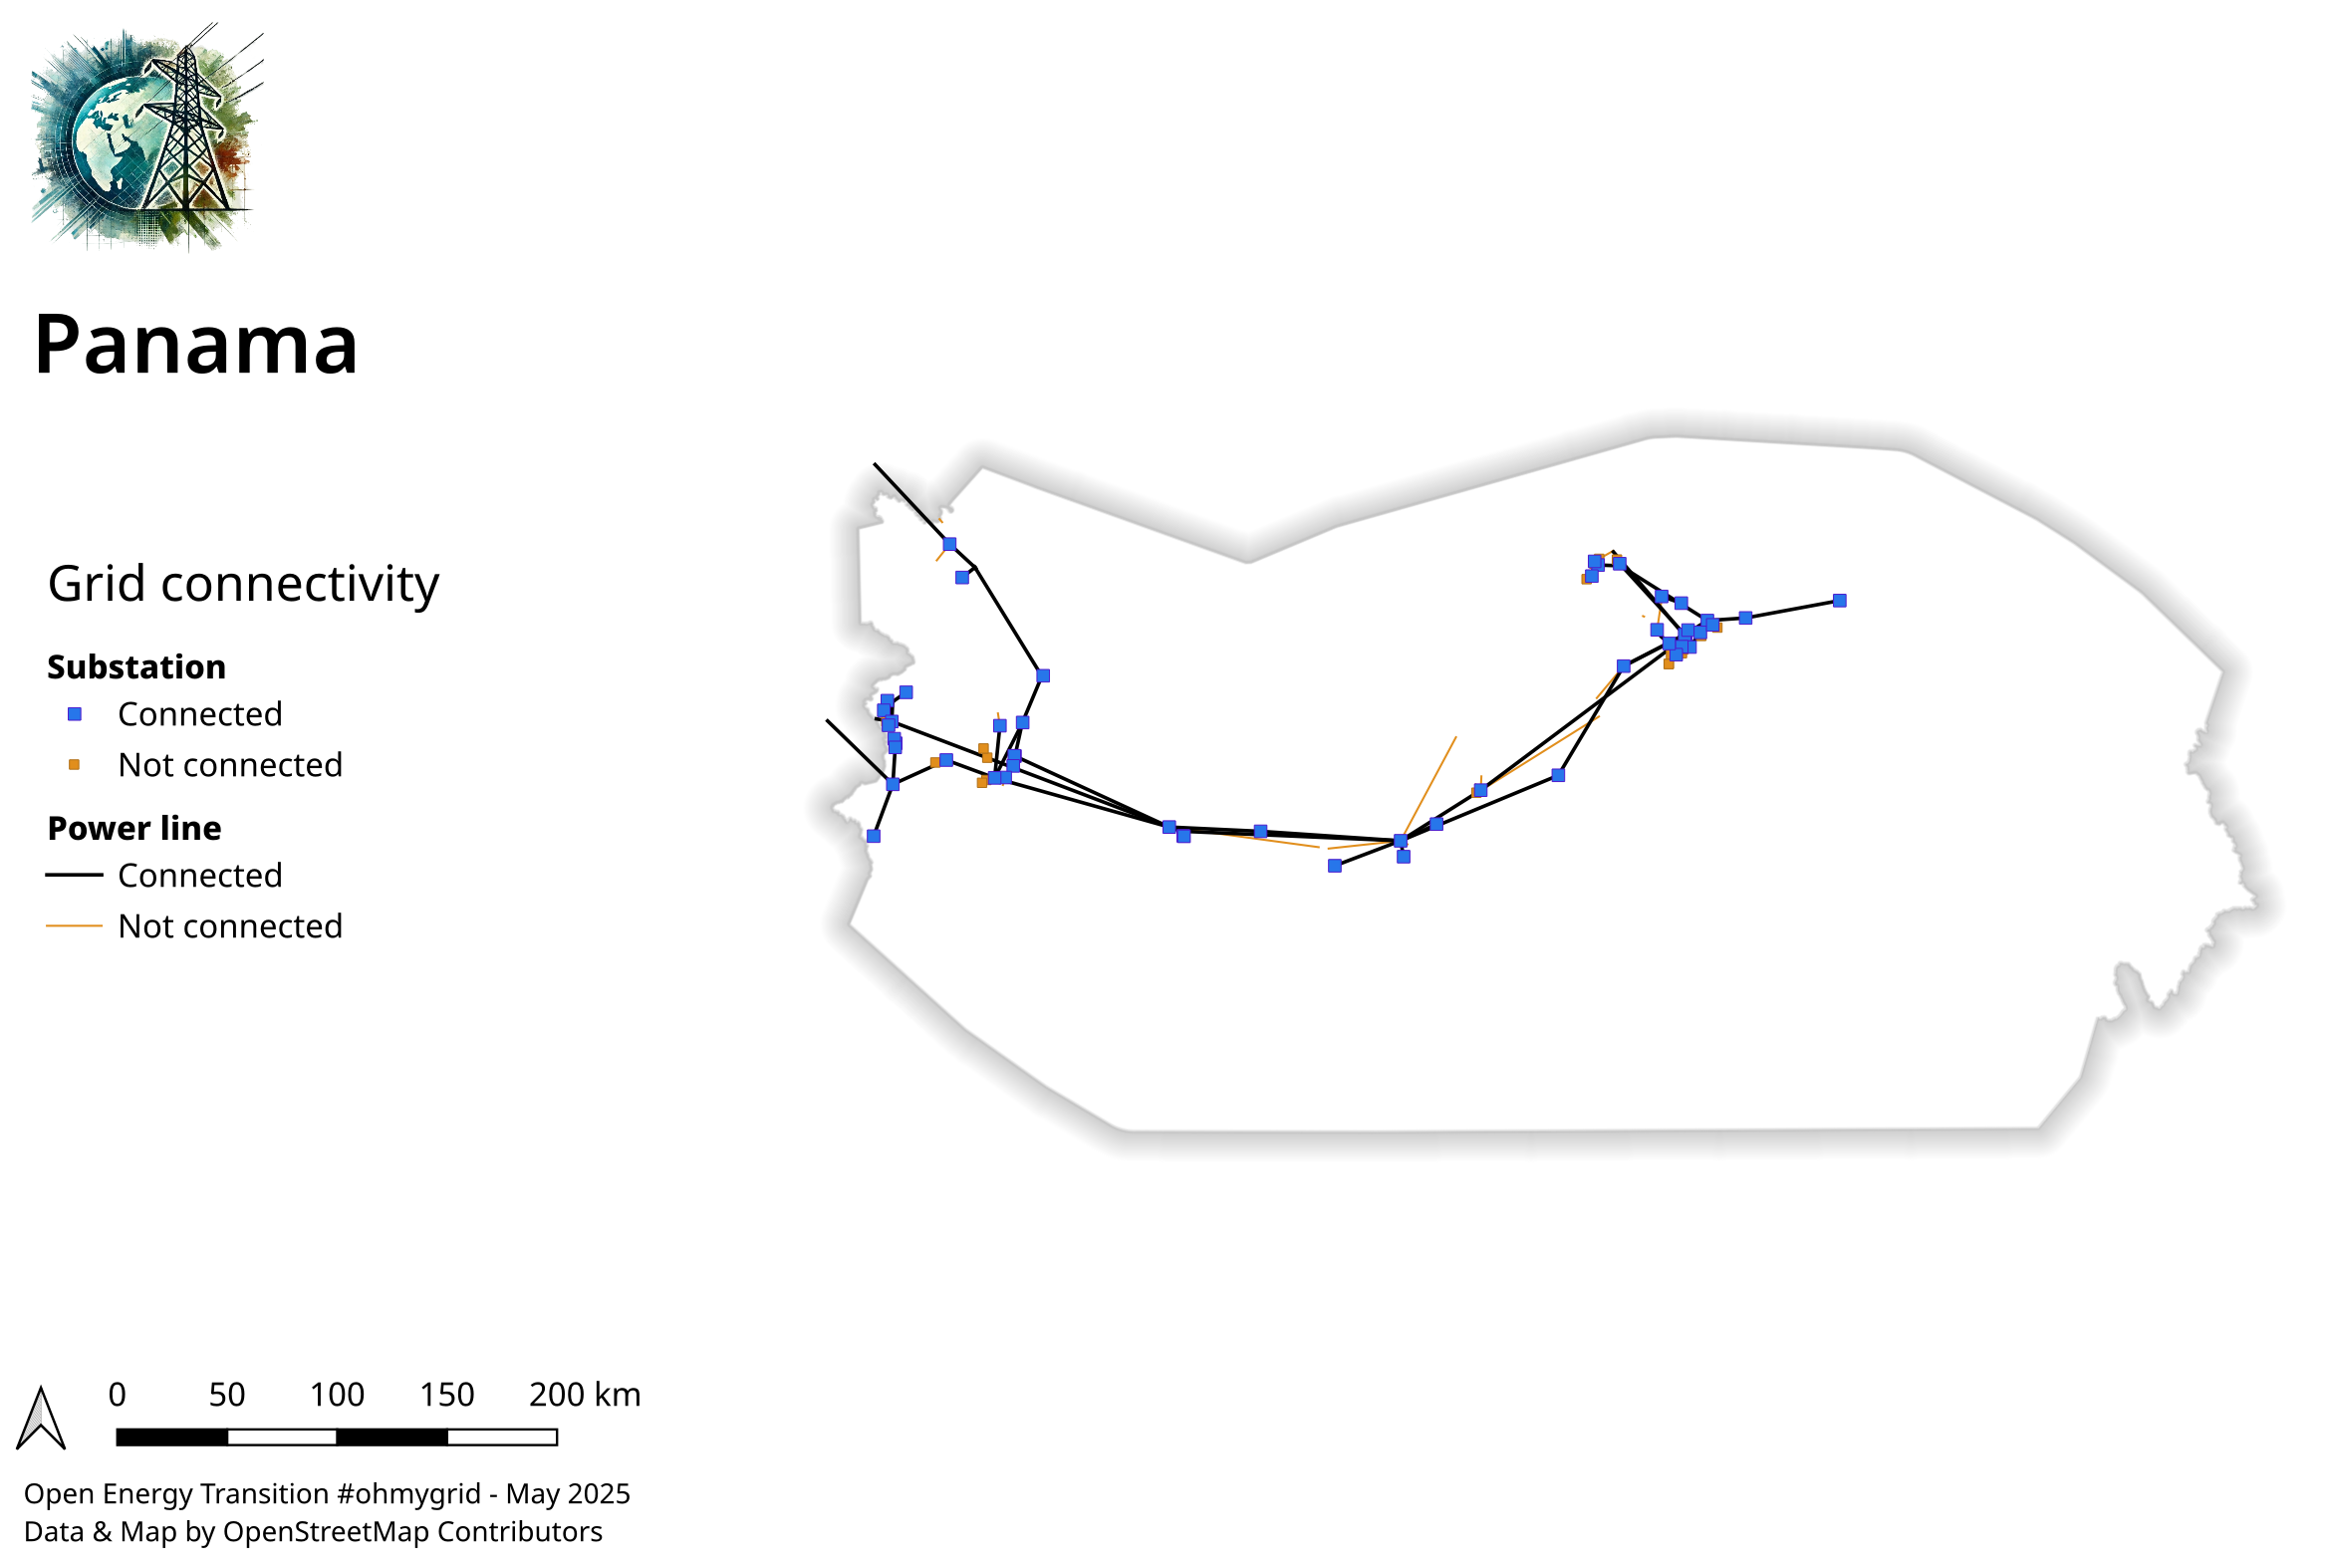 Panama
Grid connectivity
Substation
Connected
Not connected
Power line
Connected
Not connected
0 50 100 150 200 km
Open Energy Transition #ohmygrid - May 2025
Data & Map by OpenStreetMap Contributors